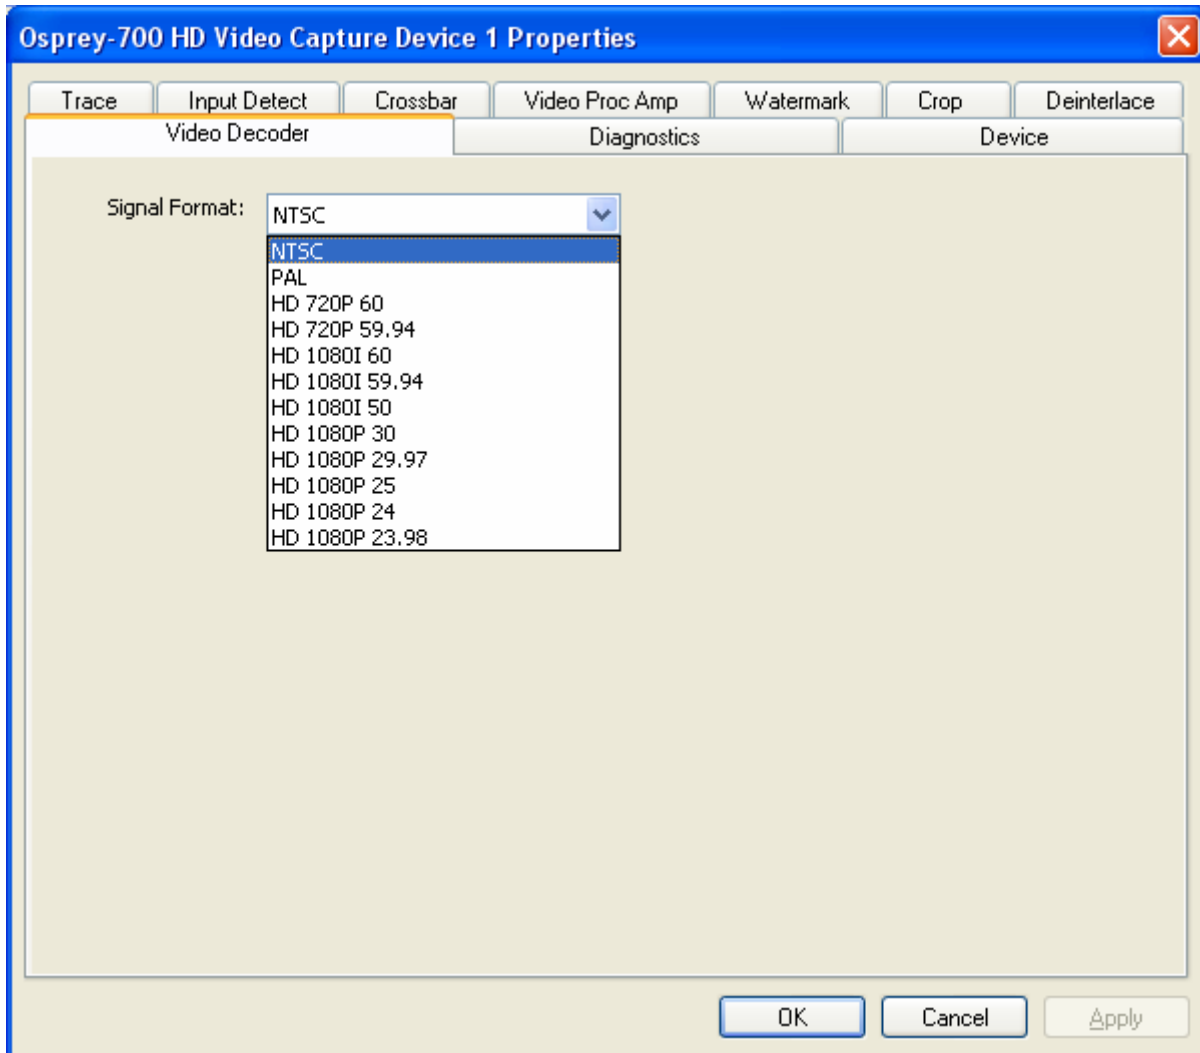 Osprey-700 HD Video Capture Device 1 Properties
Trace Input Detect Crossbar Video Proc Amp Watermark Crop Deinterlace
Video Decoder Diagnostics Device
Signal Format: NTSC
NTSC
PAL
HD 720P 60
HD 720P 59.94
HD 1080I 60
HD 1080I 59.94
HD 1080I 50
HD 1080P 30
HD 1080P 29.97
HD 1080P 25
HD 1080P 24
HD 1080P 23.98
OK Cancel Apply